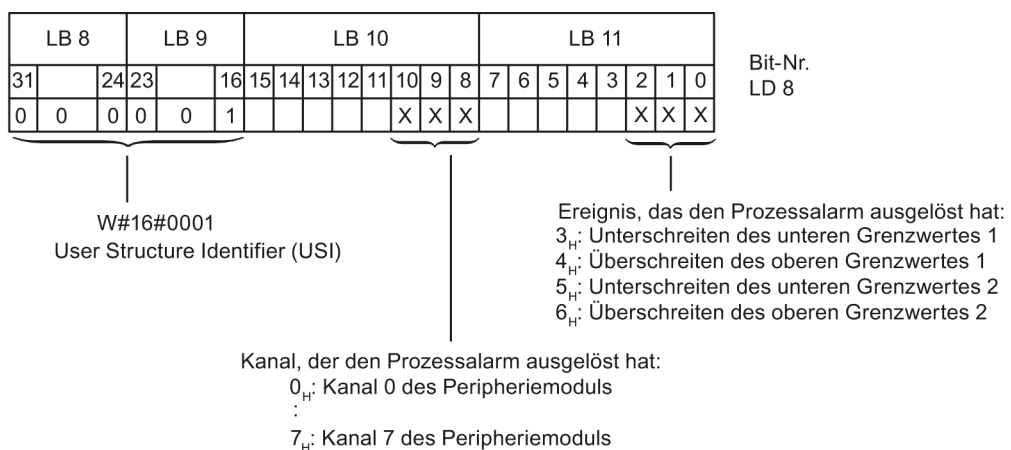 LB 8 LB 9 LB 10 LB 11
31 24 23 16 15 14 13 12 11 10 9 8 7 6 5 4 3 2 1 0
Bit-Nr.
LD 8
0 0 0 0 0 1 X X X X X X
W#16#0001
User Structure Identifier (USI)
Ereignis, das den Prozessalarm ausgelöst hat:
3H: Unterschreiten des unteren Grenzwertes 1
4H: Überschreiten des oberen Grenzwertes 1
5H: Unterschreiten des unteren Grenzwertes 2
6H: Überschreiten des oberen Grenzwertes 2
Kanal, der den Prozessalarm ausgelöst hat:
0H: Kanal 0 des Peripheriemoduls
:
7H: Kanal 7 des Peripheriemoduls